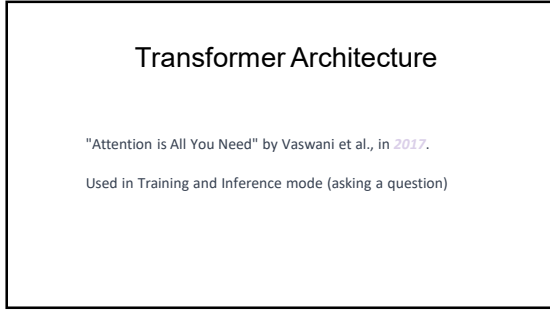 Transformer Architecture
"Attention is All You Need" by Vaswani et al., in 2017.
Used in Training and Inference mode (asking a question)